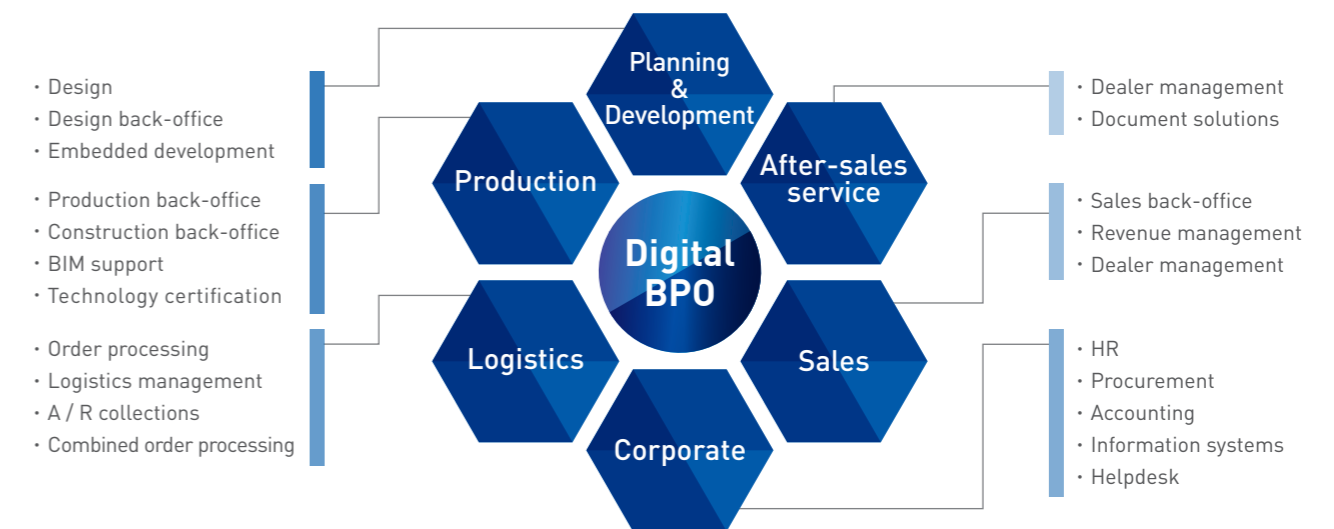 Planning
&
Development
・Design
・Design back-office
・Embedded development
Production
・Production back-office
・Construction back-office
・BIM support
・Technology certification
Logistics
・Order processing
・Logistics management
・A / R collections
・Combined order processing
Digital
BPO
After-sales
service
・Dealer management
・Document solutions
Sales
・Sales back-office
・Revenue management
・Dealer management
Corporate
・HR
・Procurement
・Accounting
・Information systems
・Helpdesk